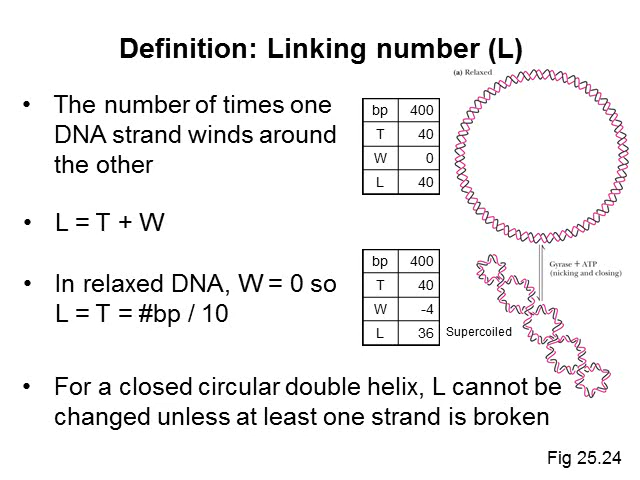 Definition: Linking number (L)
(a) Relaxed
• The number of times one
DNA strand winds around
the other
bp 400
T 40
W 0
L 40
• L = T + W
• In relaxed DNA, W = 0 so
L = T = #bp / 10
bp 400
T 40
W -4
L 36
Supercoiled
Gyrase + ATP
(nicking and closing)
• For a closed circular double helix, L cannot be
changed unless at least one strand is broken
Fig 25.24